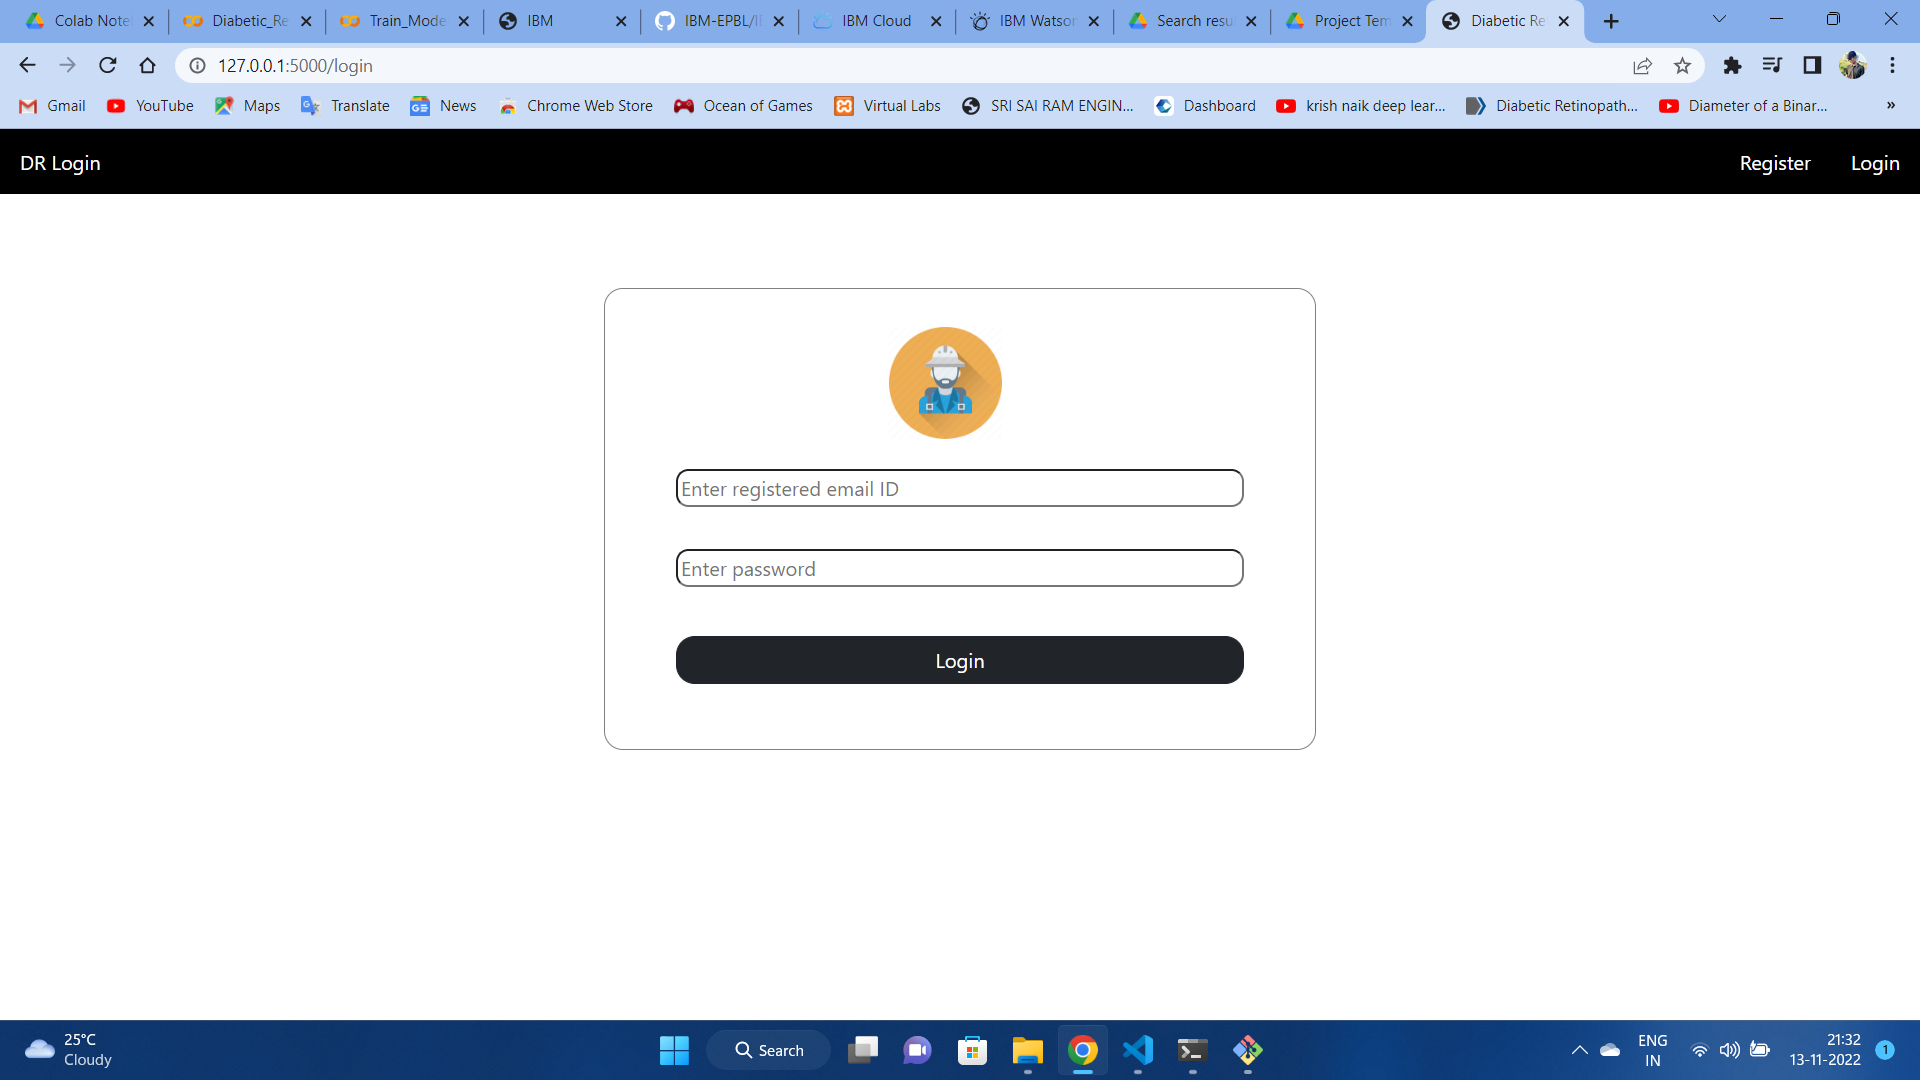 Colab Note
Diabetic_Re
Train_Mode
IBM
IBM-EPBL/IB
IBM Cloud
IBM Watson
Search resu
Project Tem
Diabetic Re
127.0.0.1:5000/login
Gmail
YouTube
Maps
Translate
News
Chrome Web Store
Ocean of Games
Virtual Labs
SRI SAI RAM ENGIN...
Dashboard
krish naik deep lear...
Diabetic Retinopath...
Diameter of a Binar...
»
DR Login
Register
Login
Enter registered email ID
Enter password
Login
25°C
Cloudy
Search
ENG
IN
21:32
13-11-2022
1